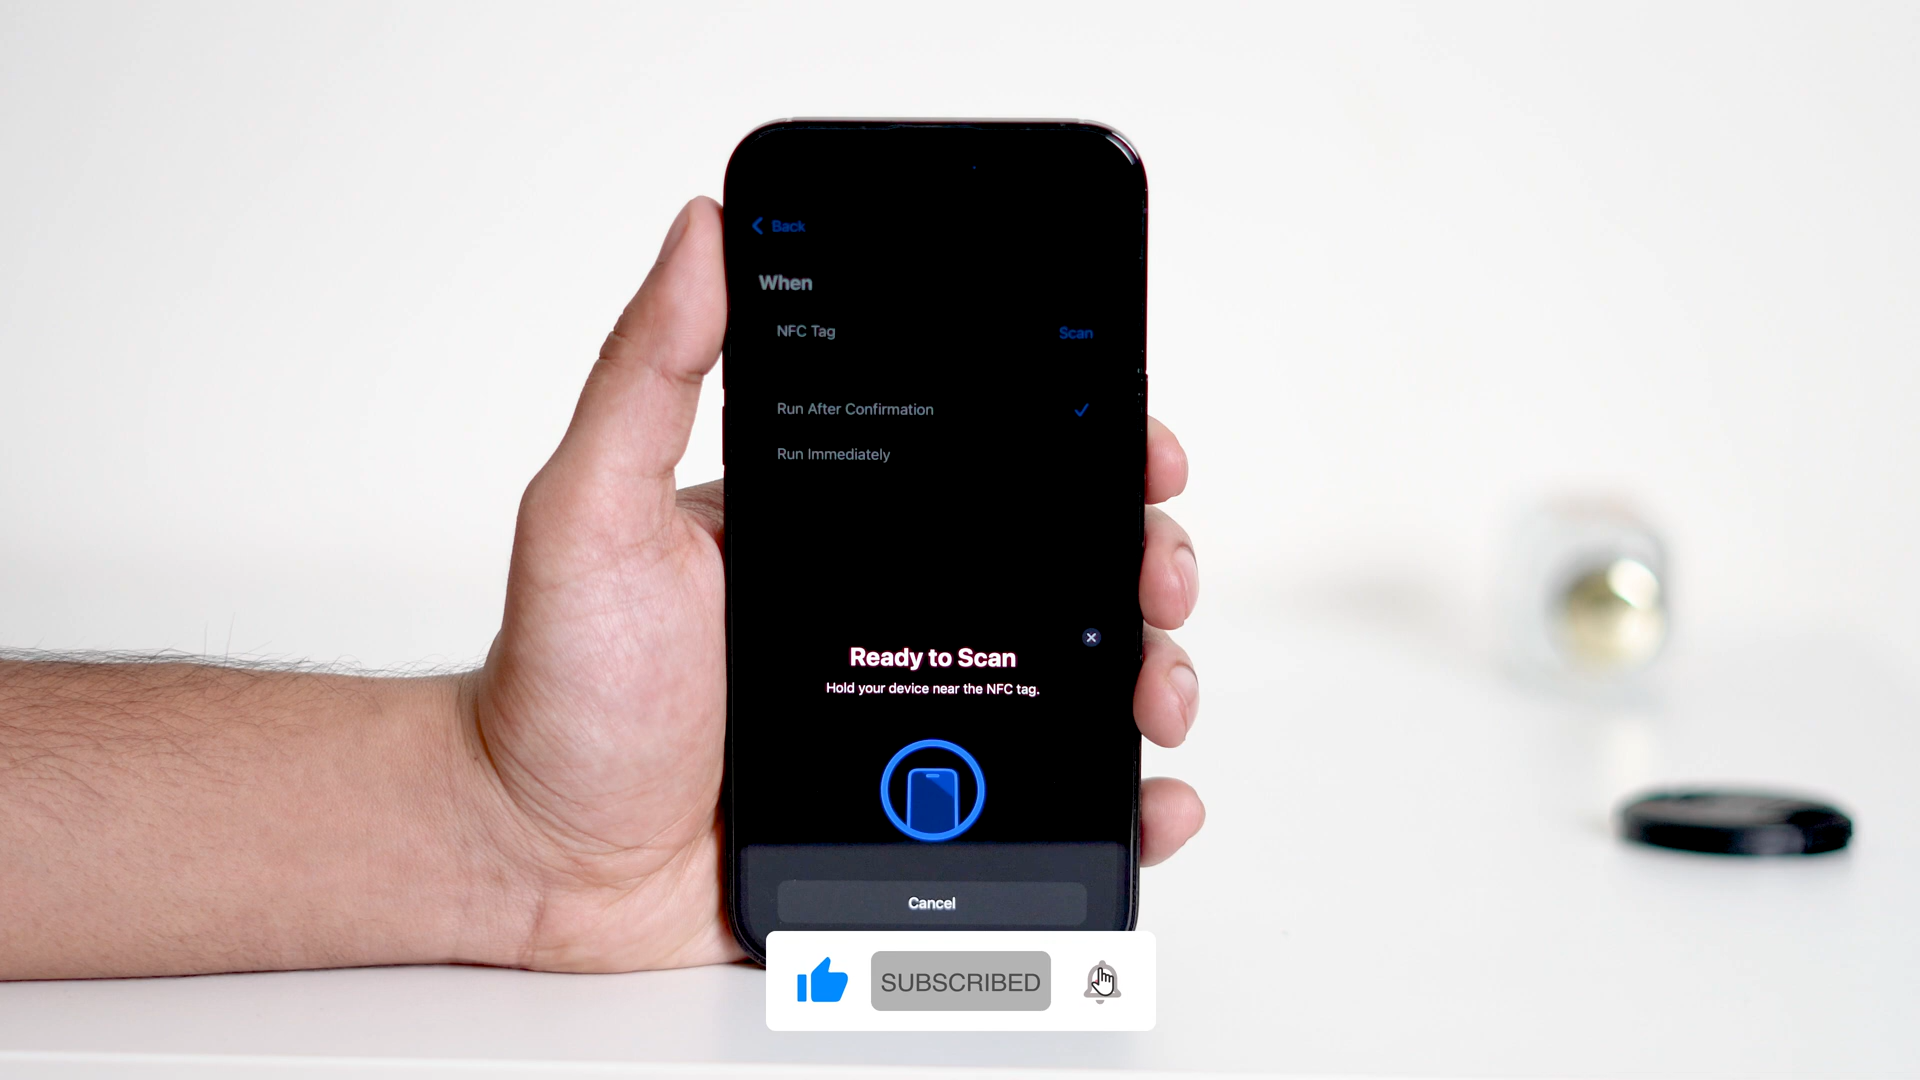 Back
When
NFC Tag
Scan
Run After Confirmation
Run Immediately
Ready to Scan
Hold your device near the NFC tag.
Cancel
SUBSCRIBED